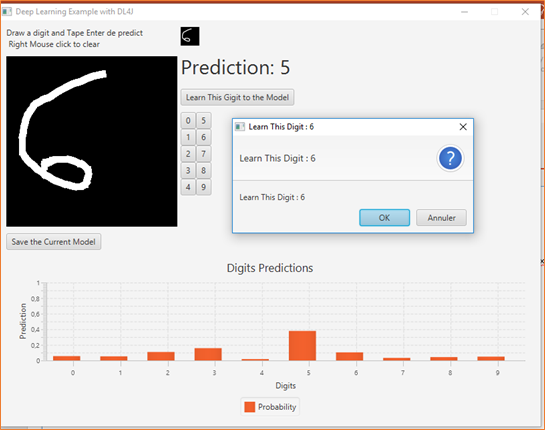 Deep Learning Example with DL4J
Draw a digit and Tape Enter de predict
Right Mouse click to clear
Prediction: 5
Learn This Gigit to the Model
0 5
1 6
2 7
3 8
4 9
Learn This Digit : 6
Learn This Digit : 6
Learn This Digit : 6
OK Annuler
Save the Current Model
Digits Predictions
Prediction
1
0,8
0,6
0,4
0,2
0
0 1 2 3 4 5 6 7 8 9
Digits
Probability